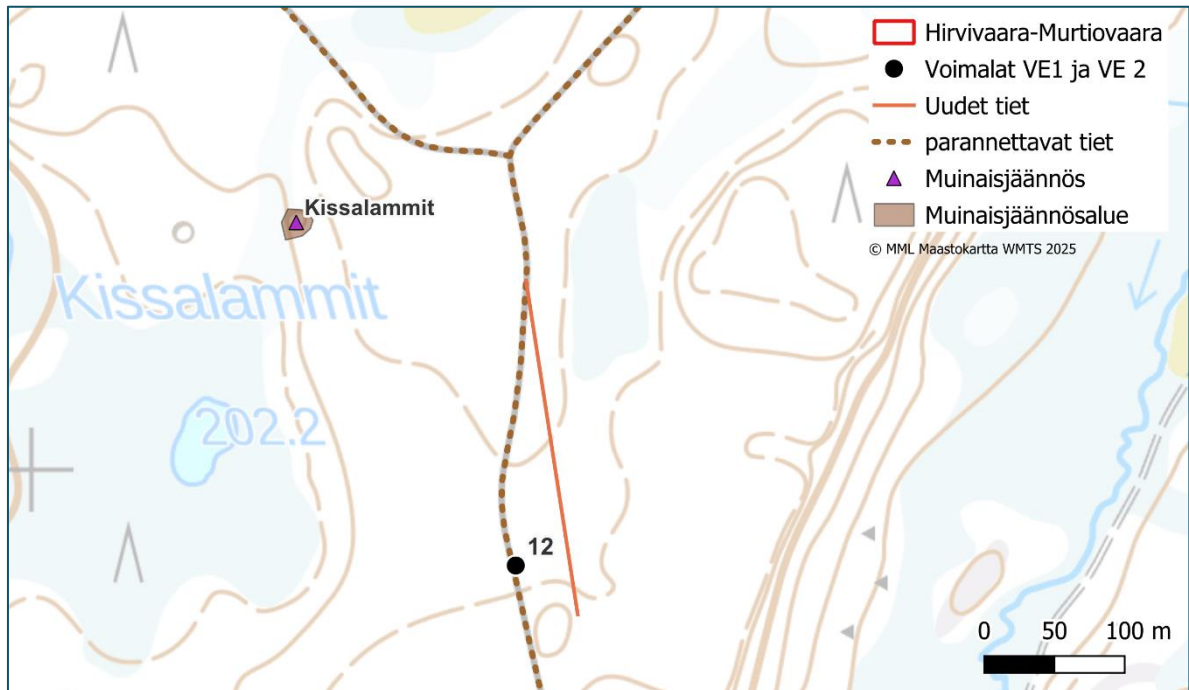 Hirvivaara-Murtiovaara
Voimalat VE1 ja VE 2
Uudet tiet
parannettavat tiet
Muinaisjäännös
Muinaisjäännösalue
© MML Maastokartta WMTS 2025
Kissalammit
Kissalammit
202.2
12
0 50 100 m